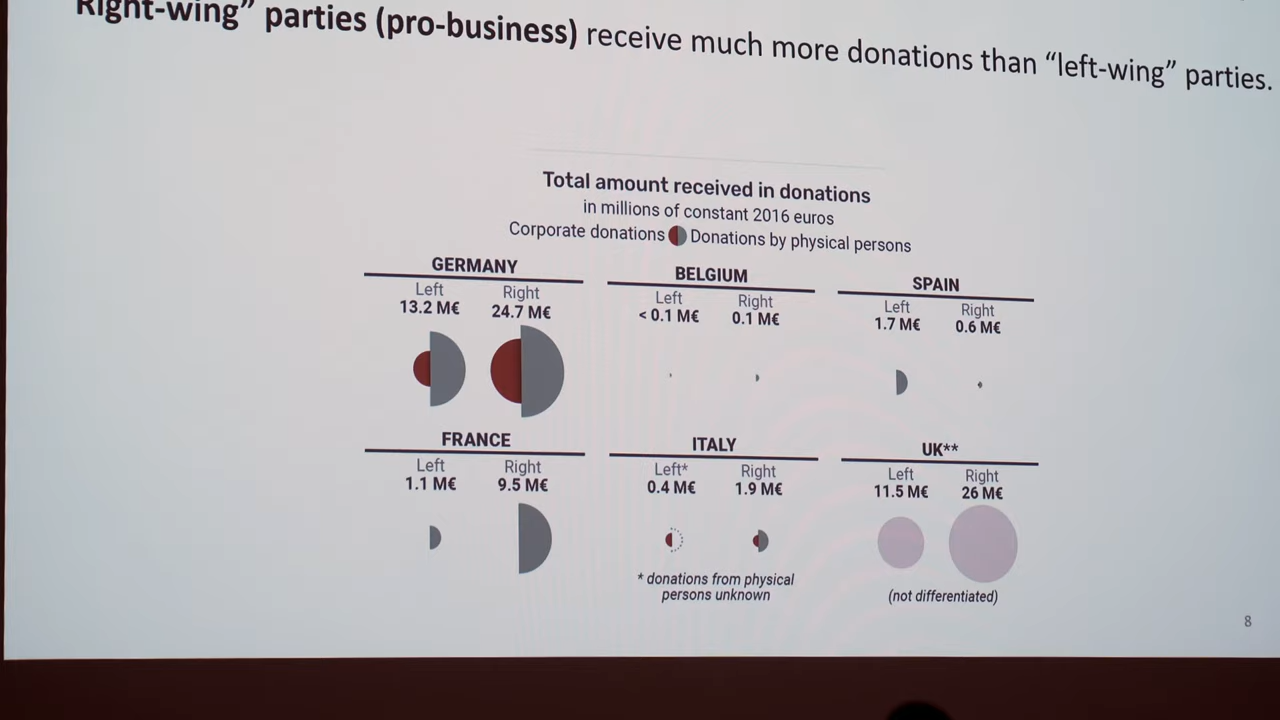 Right-wing” parties (pro-business) receive much more donations than “left-wing” parties.
Total amount received in donations
in millions of constant 2016 euros
Corporate donations Donations by physical persons
GERMANY
Left Right
13.2 M€ 24.7 M€
BELGIUM
Left Right
< 0.1 M€ 0.1 M€
SPAIN
Left Right
1.7 M€ 0.6 M€
FRANCE
Left Right
1.1 M€ 9.5 M€
ITALY
Left* Right
0.4 M€ 1.9 M€
* donations from physical
persons unknown
UK**
Left Right
11.5 M€ 26 M€
(not differentiated)
8